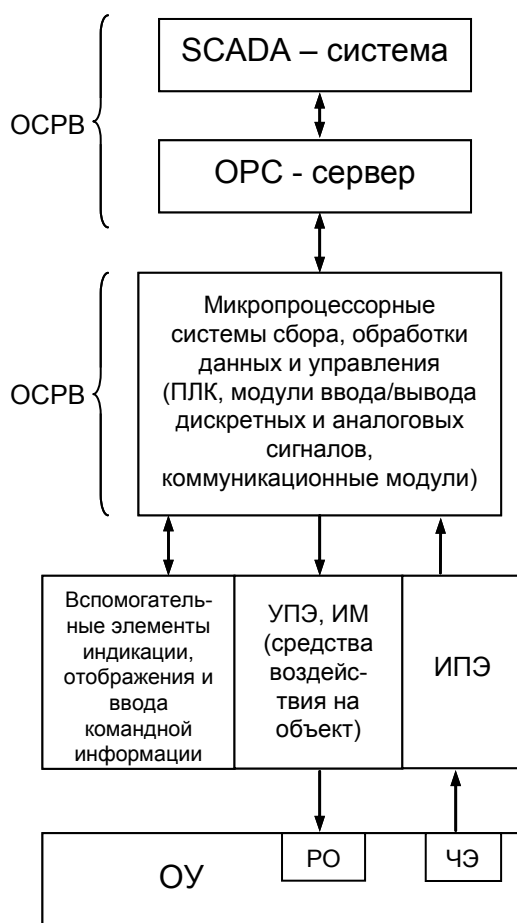 SCADA – система
ОСРВ
OPC - сервер
Микропроцессорные
системы сбора, обработки
данных и управления
(ПЛК, модули ввода/вывода
дискретных и аналоговых
сигналов,
коммуникационные модули)
ОСРВ
Вспомогатель-
ные элементы
индикации,
отображения и
ввода
командной
информации
УПЭ, ИМ
(средства
воздейс-
твия на
объект)
ИПЭ
ОУ
РО
ЧЭ